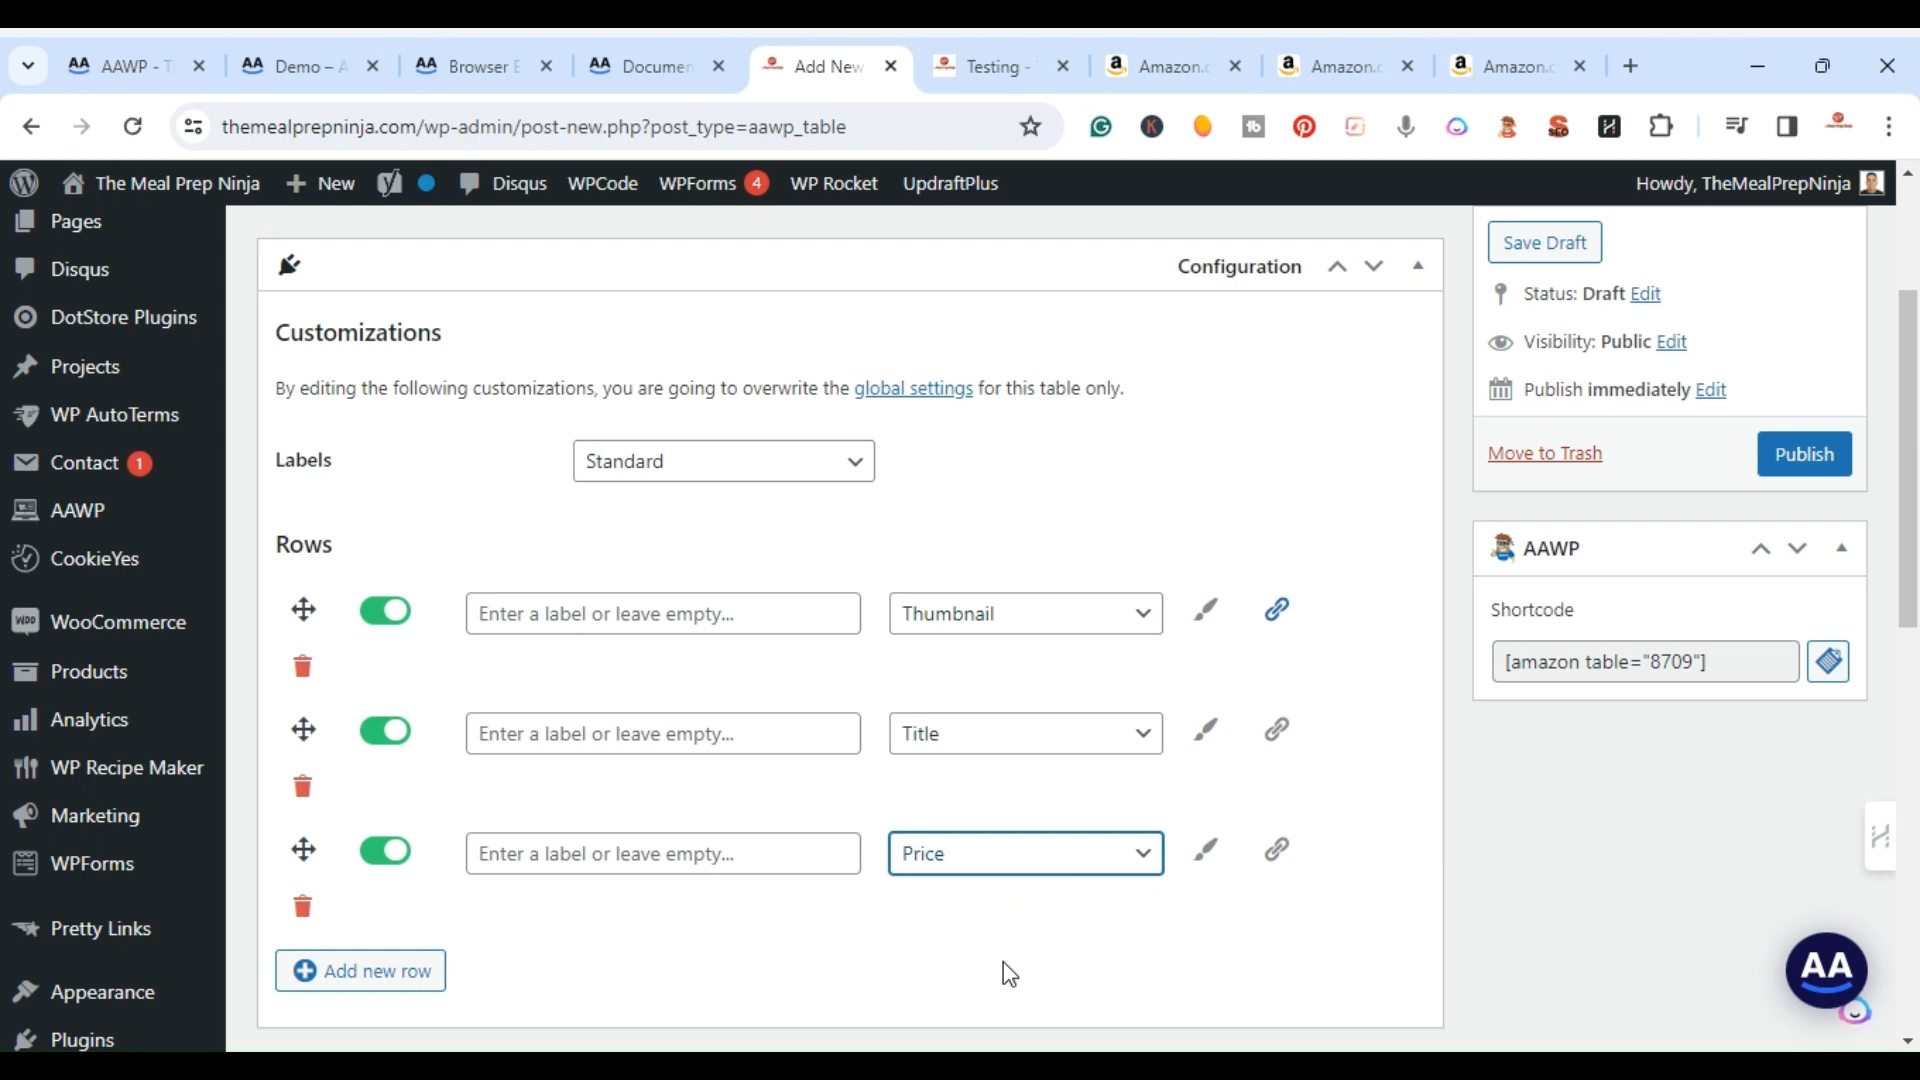 AAWP - T
Demo – A
Browser E
Documen
Add New
Testing -
Amazon.c
Amazon.c
Amazon.c
themealprepninja.com/wp-admin/post-new.php?post_type=aawp_table
The Meal Prep Ninja
New
Disqus
WPCode
WPForms 4
WP Rocket
UpdraftPlus
Howdy, TheMealPrepNinja
Pages
Disqus
DotStore Plugins
Projects
WP AutoTerms
Contact 1
AAWP
CookieYes
WooCommerce
Products
Analytics
WP Recipe Maker
Marketing
WPForms
Pretty Links
Appearance
Plugins
Configuration
Customizations
By editing the following customizations, you are going to overwrite the global settings for this table only.
Labels
Standard
Rows
Enter a label or leave empty...
Thumbnail
Enter a label or leave empty...
Title
Enter a label or leave empty...
Price
Add new row
Save Draft
Status: Draft Edit
Visibility: Public Edit
Publish immediately Edit
Move to Trash
Publish
AAWP
Shortcode
[amazon table="8709"]
AA